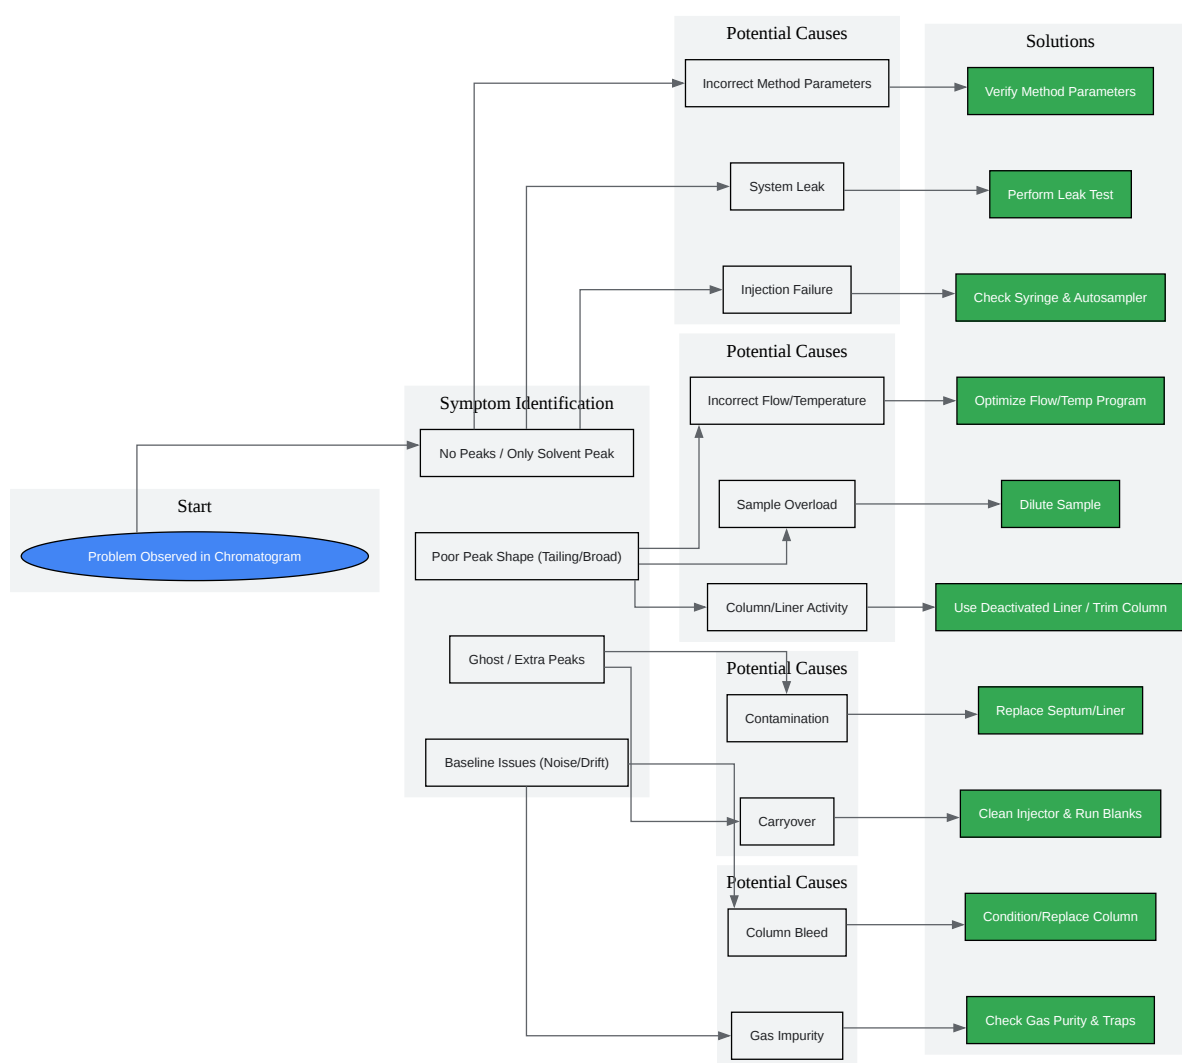 Start
Problem Observed in Chromatogram
Symptom Identification
No Peaks / Only Solvent Peak
Poor Peak Shape (Tailing/Broad)
Ghost / Extra Peaks
Baseline Issues (Noise/Drift)
Potential Causes
Incorrect Method Parameters
System Leak
Injection Failure
Potential Causes
Incorrect Flow/Temperature
Sample Overload
Column/Liner Activity
Potential Causes
Contamination
Carryover
Potential Causes
Column Bleed
Gas Impurity
Solutions
Verify Method Parameters
Perform Leak Test
Check Syringe & Autosampler
Optimize Flow/Temp Program
Dilute Sample
Use Deactivated Liner / Trim Column
Replace Septum/Liner
Clean Injector & Run Blanks
Condition/Replace Column
Check Gas Purity & Traps